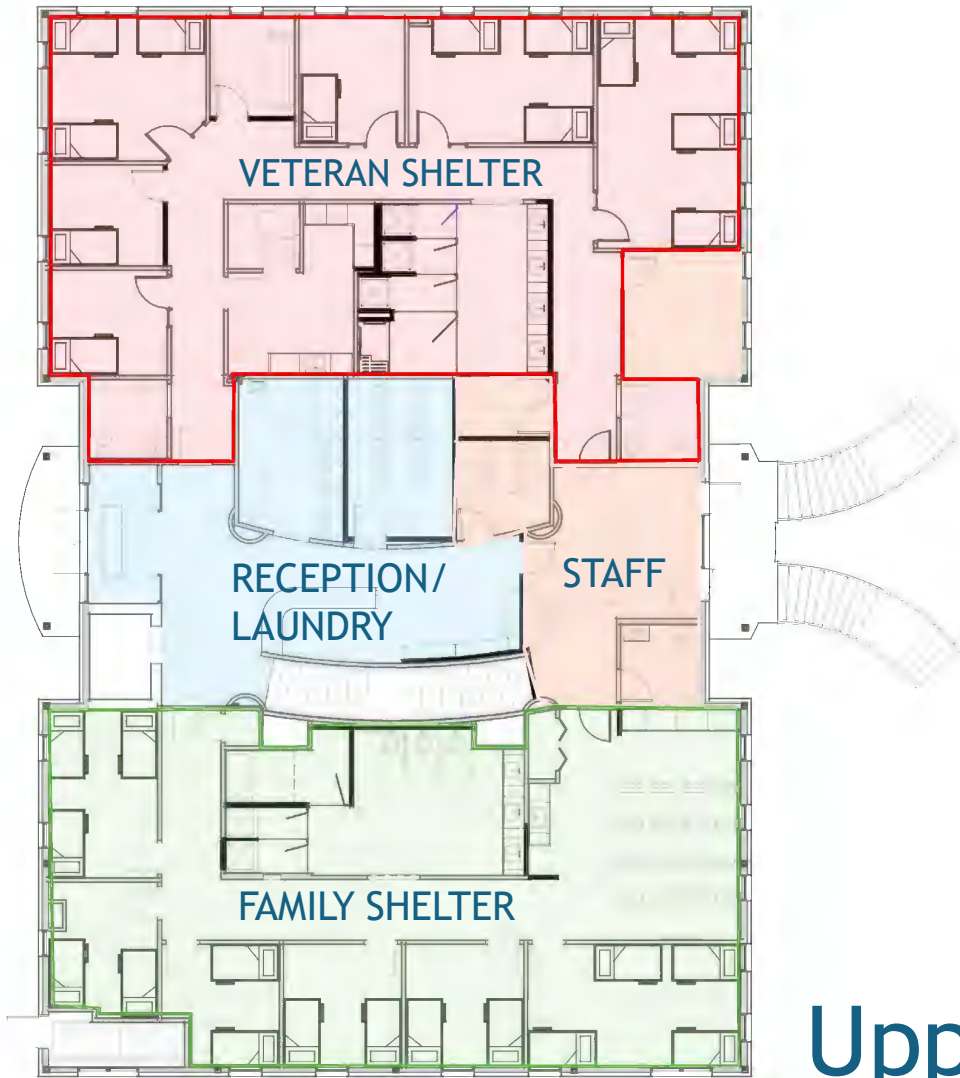 VETERAN SHELTER
RECEPTION/
LAUNDRY
STAFF
FAMILY SHELTER
Upp